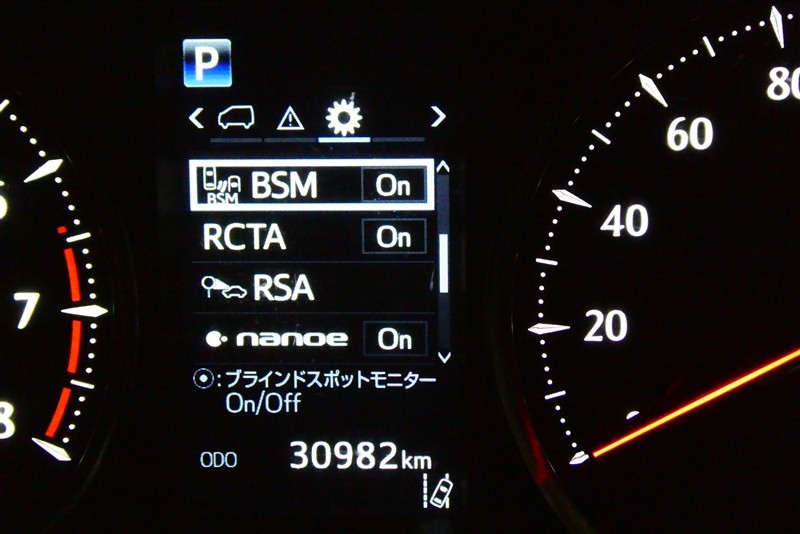 P
BSM BSM On
RCTA On
RSA
nanoe On
:ブラインドスポットモニター
On/Off
ODO 30982km
7
8
20
40
60
80